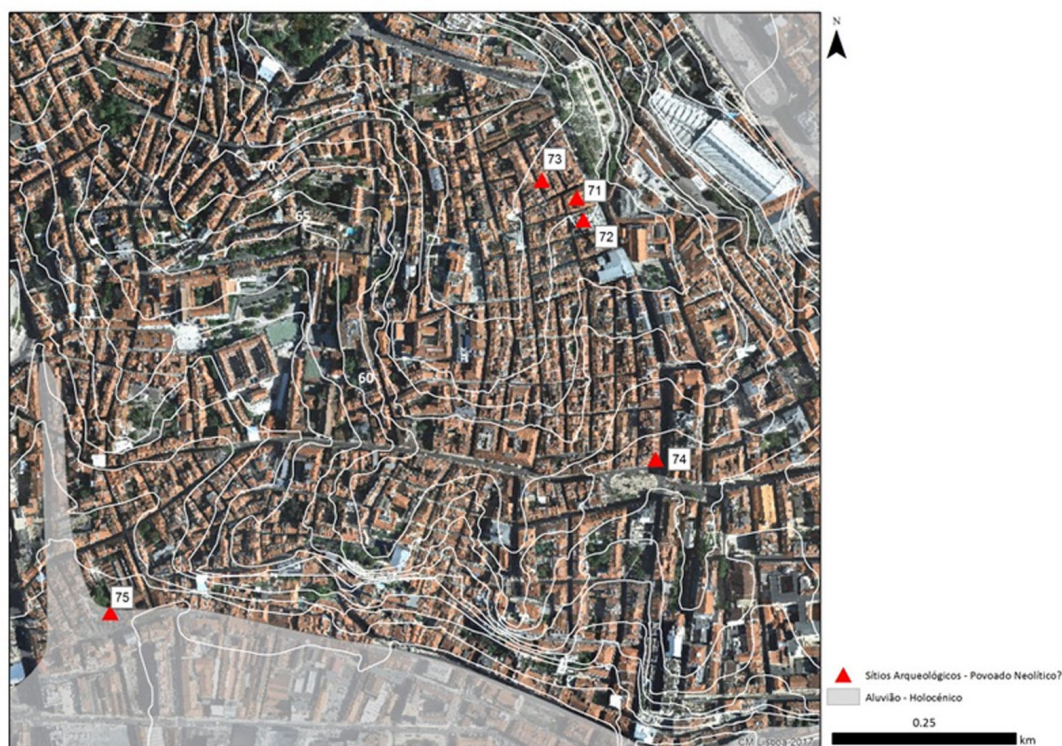 N
73
71
70
65
72
60
74
75
Sítios Arqueológicos - Povoado Neolítico?
Aluvião - Holocénico
0.25
km
CM Lisboa 2017